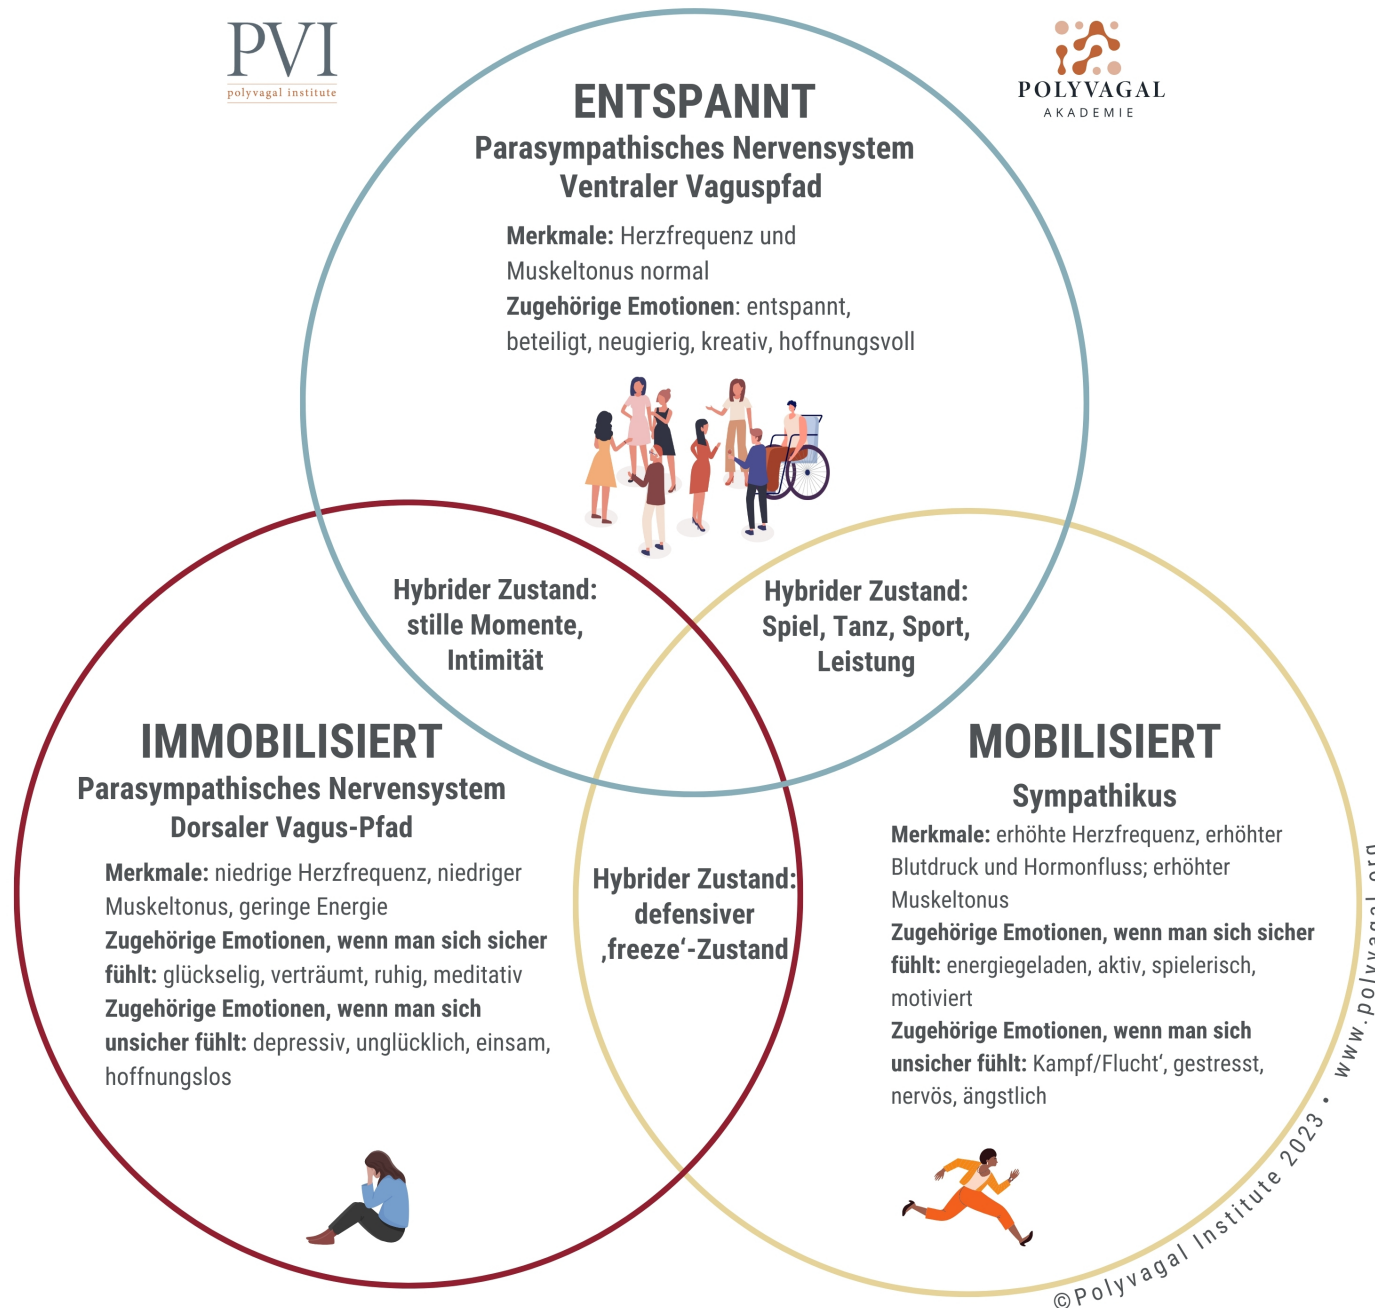 PVI
polyvagal institute
POLYVAGAL
AKADEMIE
ENTSPANNT
Parasympathisches Nervensystem
Ventraler Vaguspfad
Merkmale: Herzfrequenz und
Muskeltonus normal
Zugehörige Emotionen: entspannt,
beteiligt, neugierig, kreativ, hoffnungsvoll
Hybrider Zustand:
stille Momente,
Intimität
Hybrider Zustand:
Spiel, Tanz, Sport,
Leistung
IMMOBILISIERT
Parasympathisches Nervensystem
Dorsaler Vagus-Pfad
Merkmale: niedrige Herzfrequenz, niedriger
Muskeltonus, geringe Energie
Zugehörige Emotionen, wenn man sich sicher
fühlt: glückselig, verträumt, ruhig, meditativ
Zugehörige Emotionen, wenn man sich
unsicher fühlt: depressiv, unglücklich, einsam,
hoffnungslos
Hybrider Zustand:
defensiver
‚freeze‘-Zustand
MOBILISIERT
Sympathikus
Merkmale: erhöhte Herzfrequenz, erhöhter
Blutdruck und Hormonfluss; erhöhter
Muskeltonus
Zugehörige Emotionen, wenn man sich sicher
fühlt: energiegeladen, aktiv, spielerisch,
motiviert
Zugehörige Emotionen, wenn man sich
unsicher fühlt: Kampf/Flucht‘, gestresst,
nervös, ängstlich
©Polyvagal Institute 2023 • www.polyvagal.org